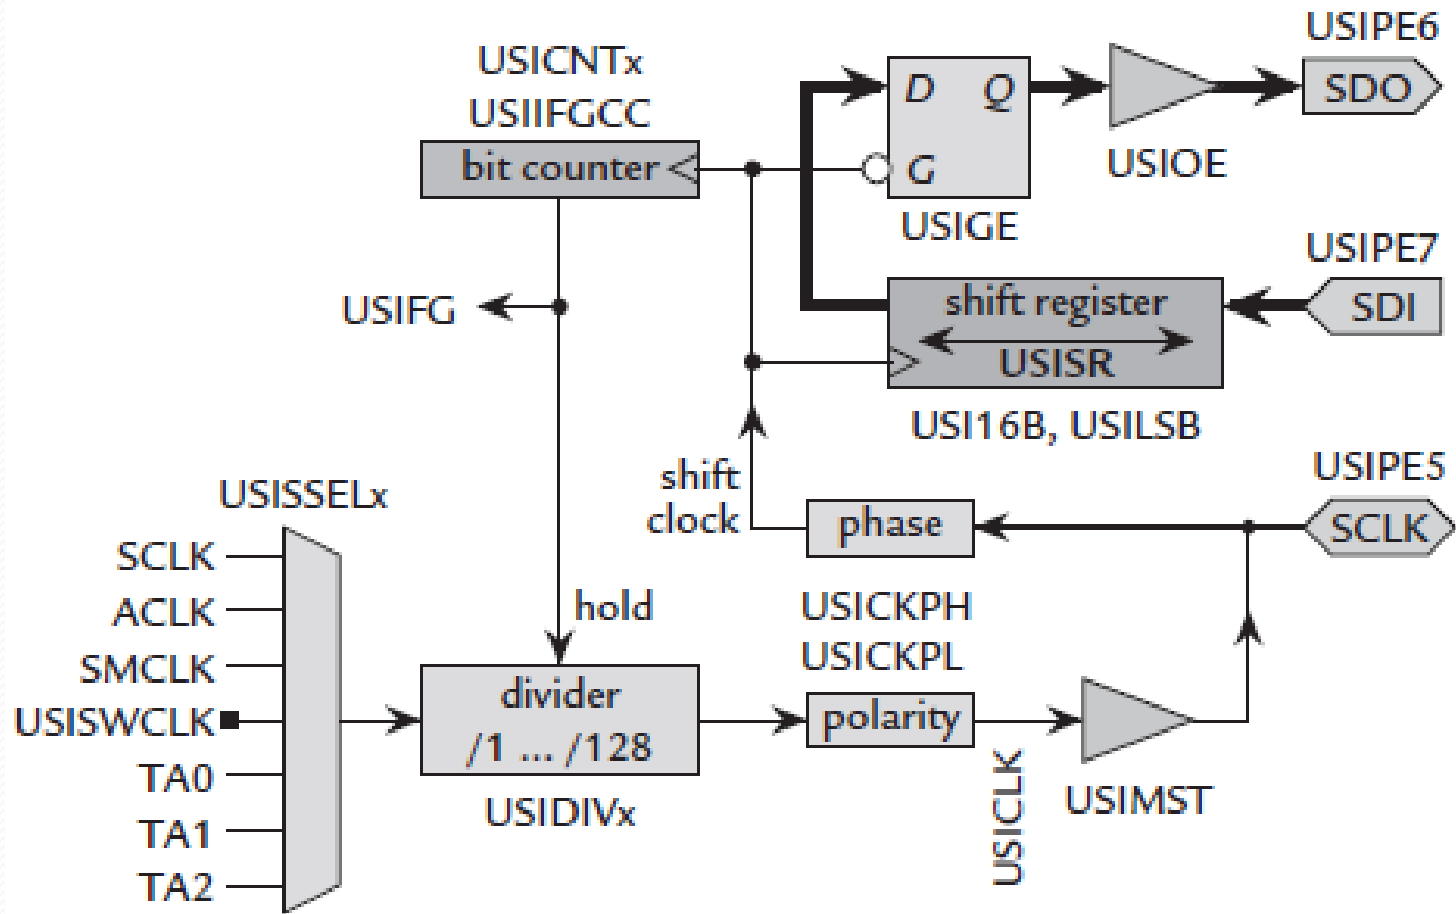 USICNTx
USIIFGCC
bit counter
D Q
G
USIGE
USIOE
USIPE6
SDO
USIPE7
SDI
shift register
USISR
USI16B, USILSB
USIFG
shift
clock
USIPE5
SCLK
phase
USICKPH
USICKPL
polarity
USICLK
USIMST
hold
divider
/1 ... /128
USIDIVx
USISSELx
SCLK
ACLK
SMCLK
USISWCLK
TA0
TA1
TA2